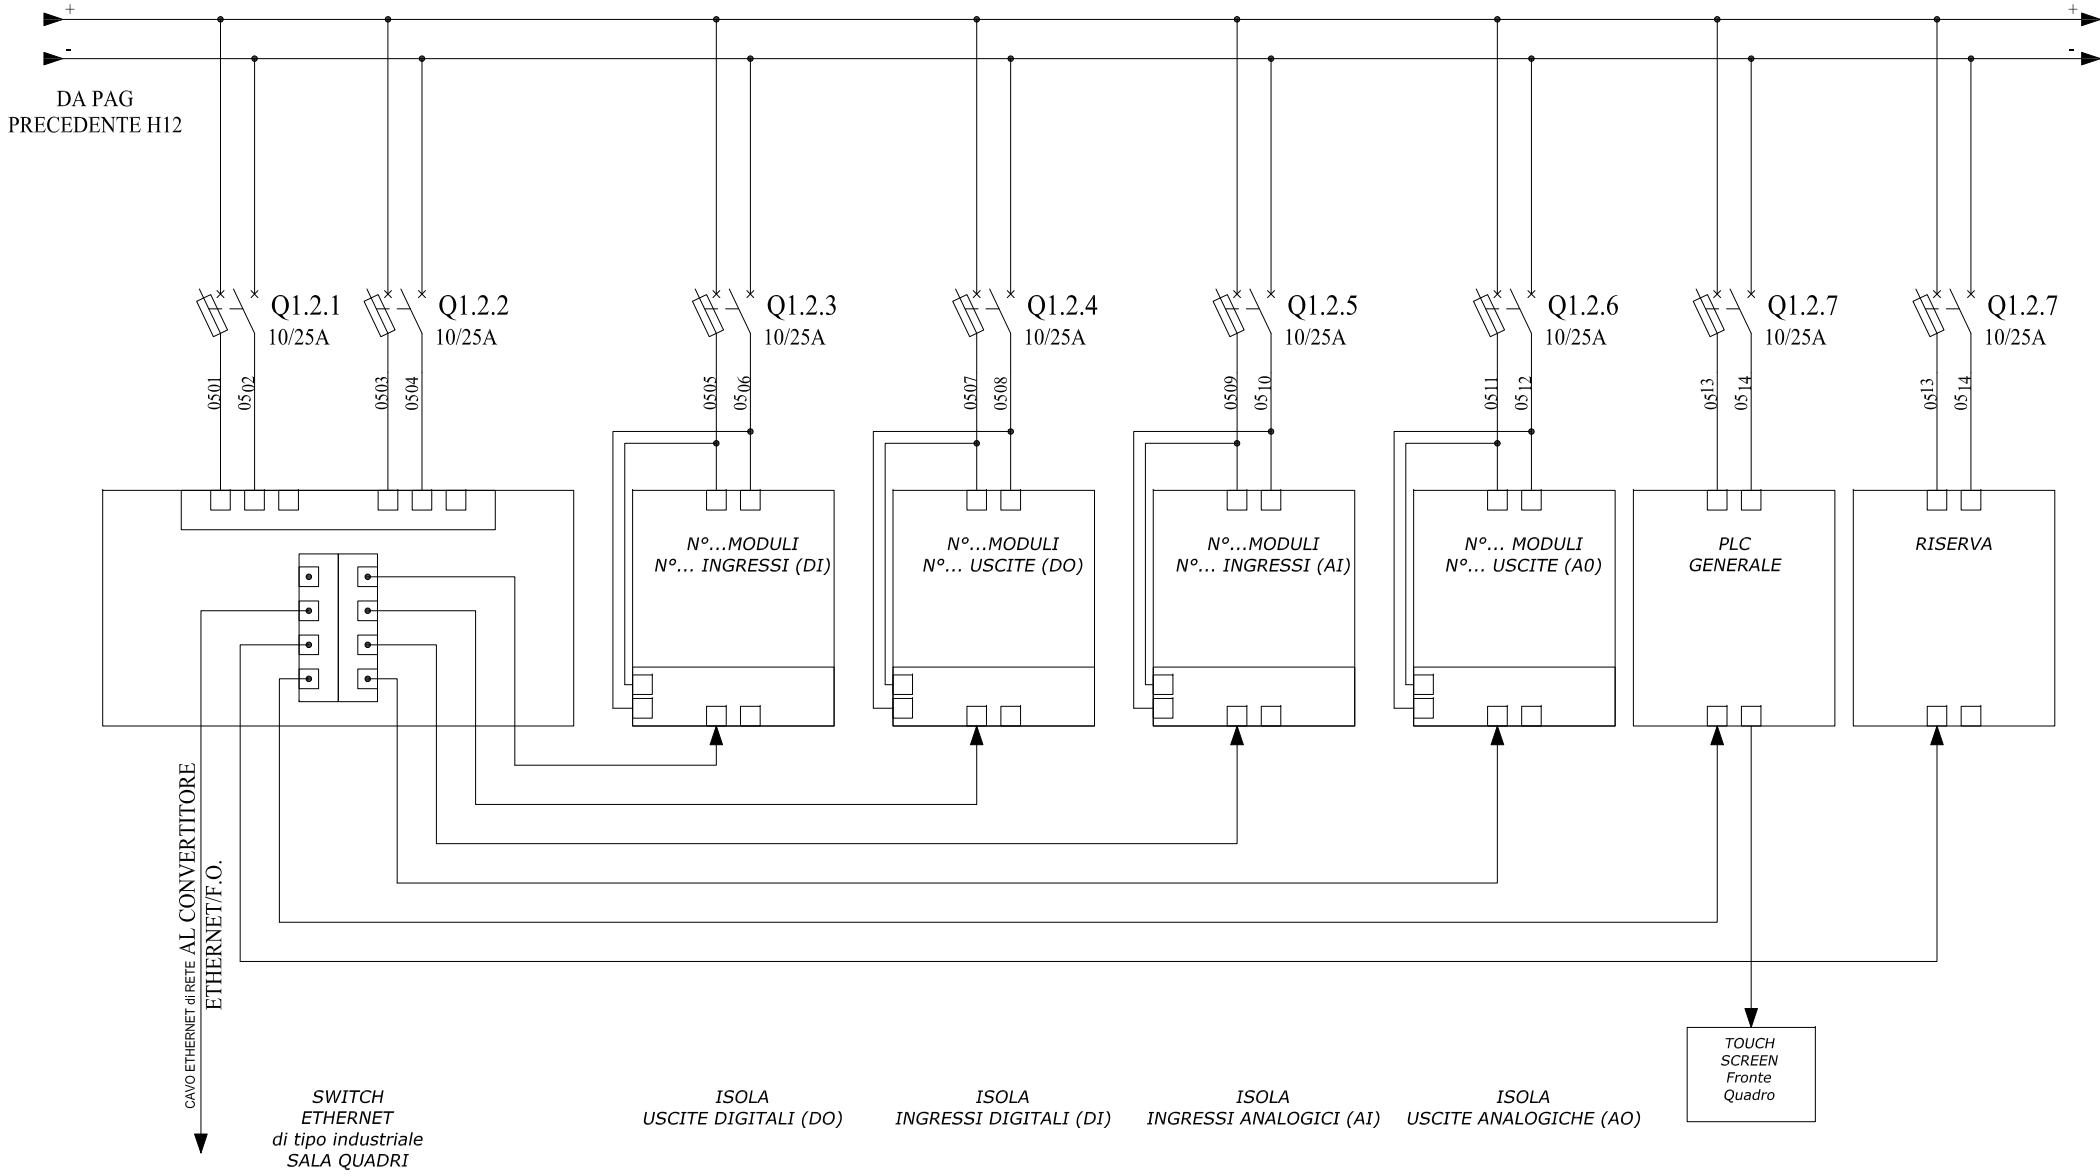 +
+
-
-
DA PAG
PRECEDENTE H12
Q1.2.1
10/25A
Q1.2.2
10/25A
Q1.2.3
10/25A
Q1.2.4
10/25A
Q1.2.5
10/25A
Q1.2.6
10/25A
Q1.2.7
10/25A
Q1.2.7
10/25A
0501
0502
0503
0504
0505
0506
0507
0508
0509
0510
0511
0512
0513
0514
0513
0514
N°...MODULI
N°... INGRESSI (DI)
N°...MODULI
N°... USCITE (DO)
N°...MODULI
N°... INGRESSI (AI)
N°... MODULI
N°... USCITE (A0)
PLC
GENERALE
RISERVA
CAVO ETHERNET di RETE AL CONVERTITORE
ETHERNET/F.O.
TOUCH
SCREEN
Fronte
Quadro
SWITCH
ETHERNET
di tipo industriale
SALA QUADRI
ISOLA
USCITE DIGITALI (DO)
ISOLA
INGRESSI DIGITALI (DI)
ISOLA
INGRESSI ANALOGICI (AI)
ISOLA
USCITE ANALOGICHE (AO)